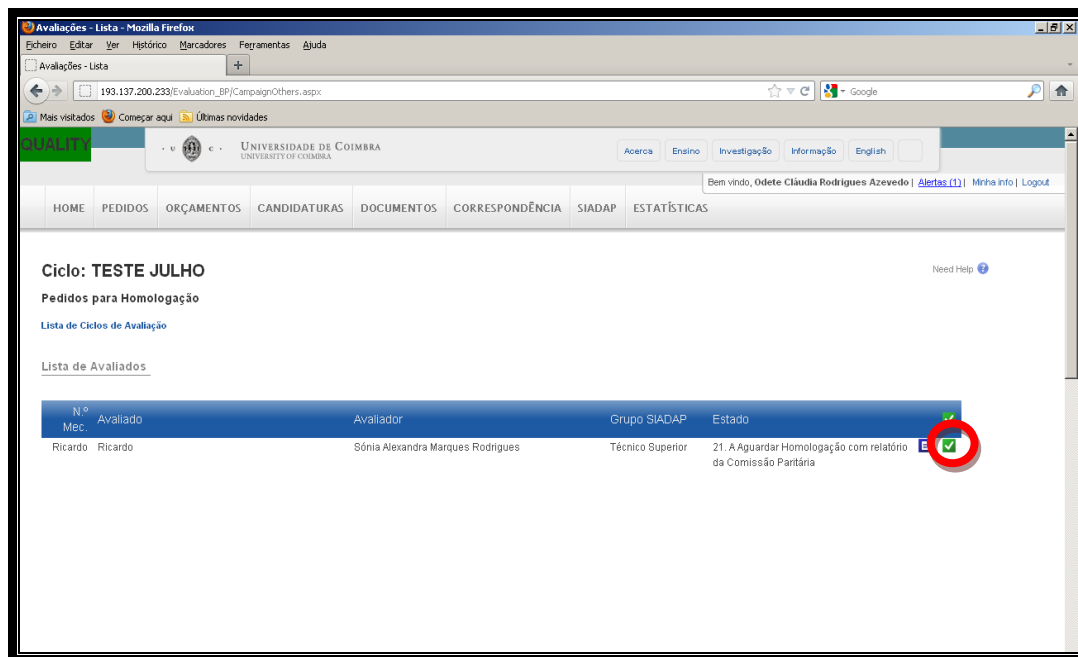 Avaliações - Lista - Mozilla Firefox
Ficheiro Editar Ver Histórico Marcadores Ferramentas Ajuda
Avaliações - Lista
193.137.200.233/Evaluation_BP/CampaignOthers.aspx
Google
Mais visitados Começar aqui Últimas novidades
QUALITY
· U C · UNIVERSIDADE DE COIMBRA
UNIVERSITY OF COIMBRA
Acerca Ensino Investigação Informação English
Bem vindo, Odete Cláudia Rodrigues Azevedo | Alertas (1) | Minha info | Logout
HOME PEDIDOS ORÇAMENTOS CANDIDATURAS DOCUMENTOS CORRESPONDÊNCIA SIADAP ESTATÍSTICAS
Ciclo: TESTE JULHO
Need Help ?
Pedidos para Homologação
Lista de Ciclos de Avaliação
Lista de Avaliados
N.º Mec. Avaliado Avaliador Grupo SIADAP Estado
Ricardo Ricardo Sónia Alexandra Marques Rodrigues Técnico Superior 21. A Aguardar Homologação com relatório
da Comissão Paritária